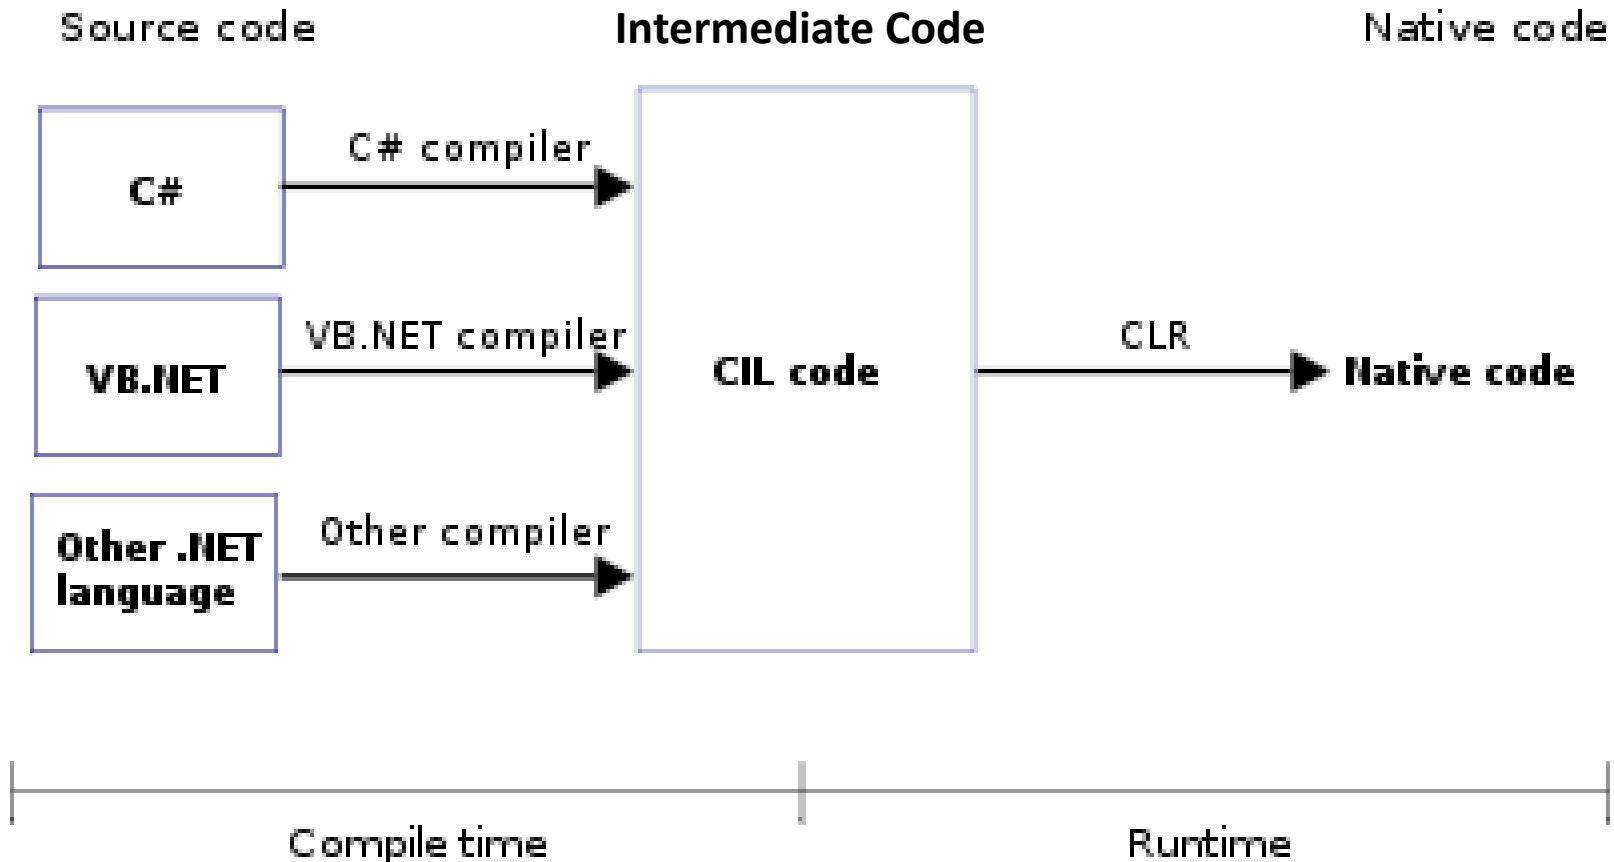 Source code
Intermediate Code
Native code
C#
C# compiler
VB.NET
VB.NET compiler
CIL code
CLR
Native code
Other .NET
language
Other compiler
Compile time
Runtime